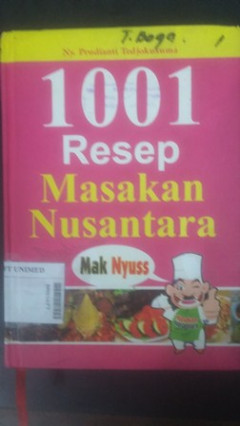 T. Boga
1
1001
Resep
Masakan
Nusantara
Mak Nyuss
UNIMED